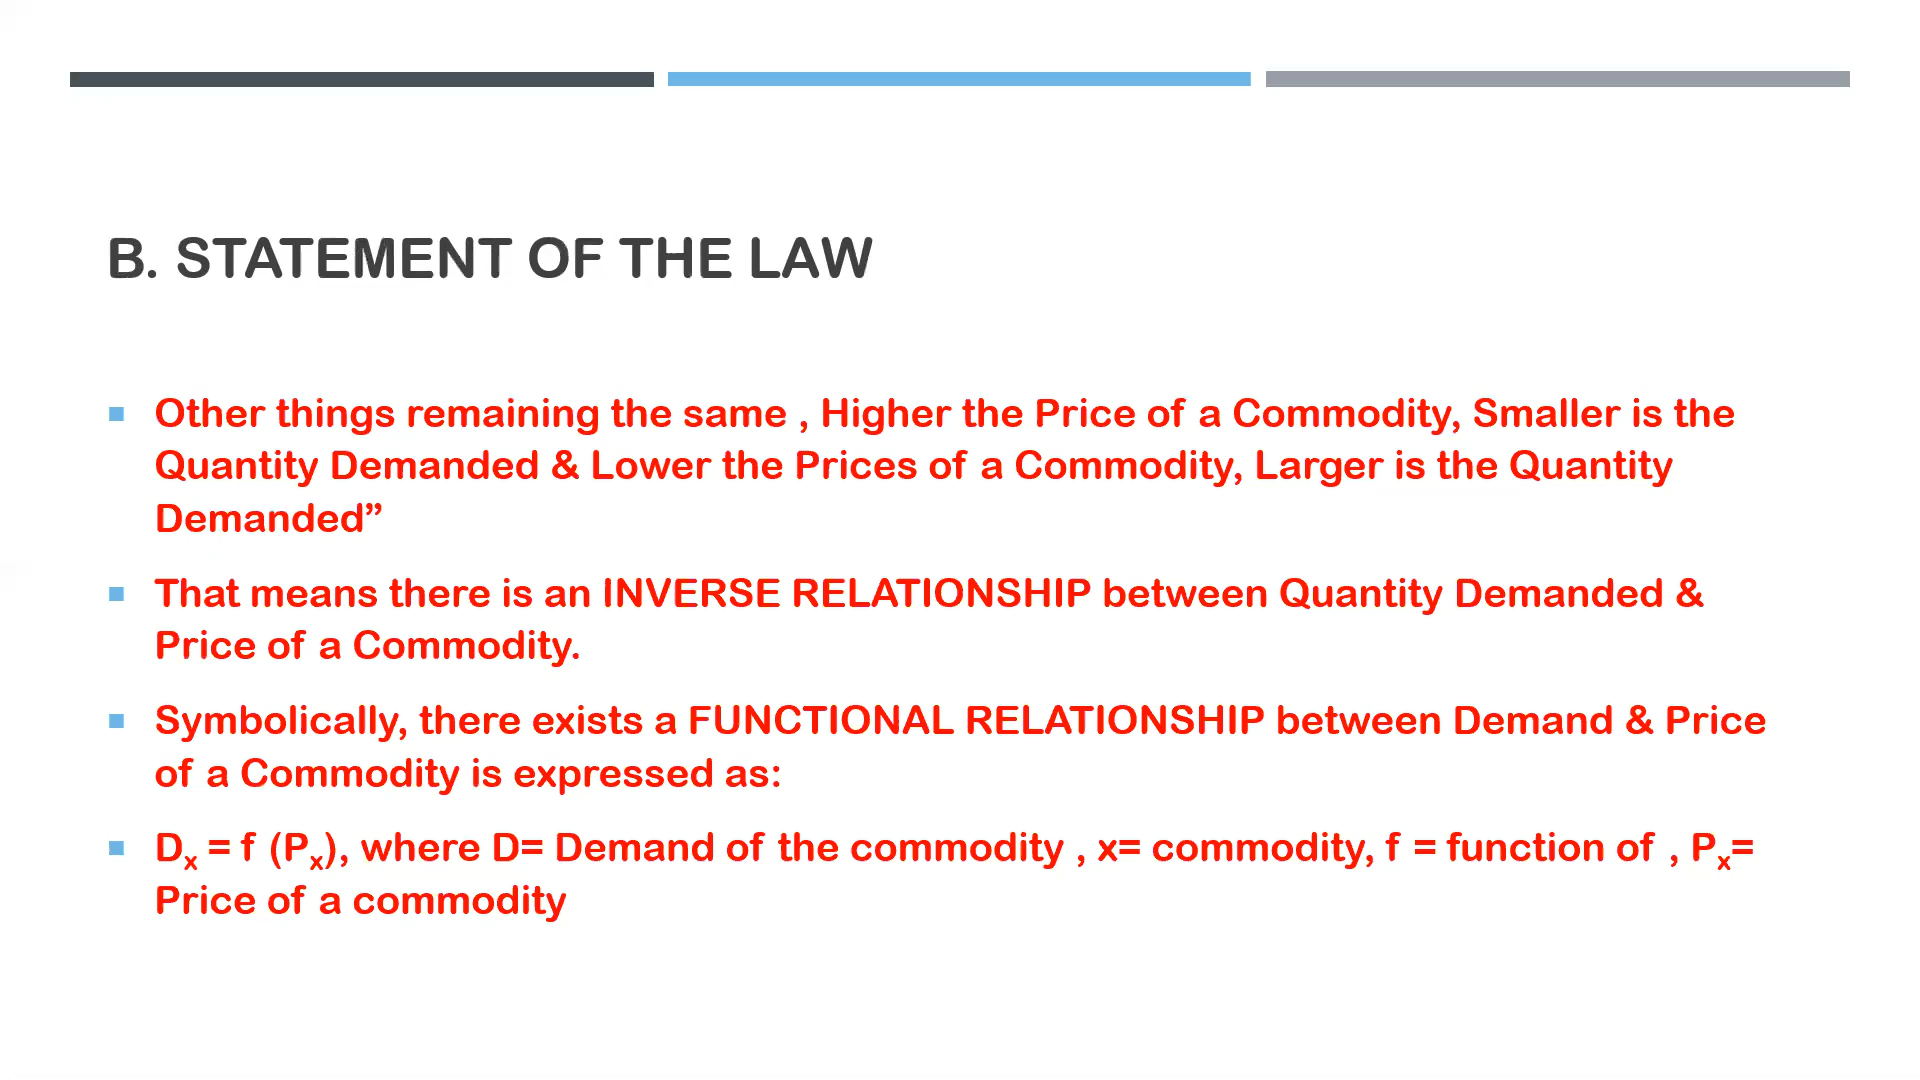 B. STATEMENT OF THE LAW
Other things remaining the same , Higher the Price of a Commodity, Smaller is the
Quantity Demanded & Lower the Prices of a Commodity, Larger is the Quantity
Demanded”
That means there is an INVERSE RELATIONSHIP between Quantity Demanded &
Price of a Commodity.
Symbolically, there exists a FUNCTIONAL RELATIONSHIP between Demand & Price
of a Commodity is expressed as:
Dₓ = f (Pₓ), where D= Demand of the commodity , x= commodity, f = function of , Pₓ=
Price of a commodity